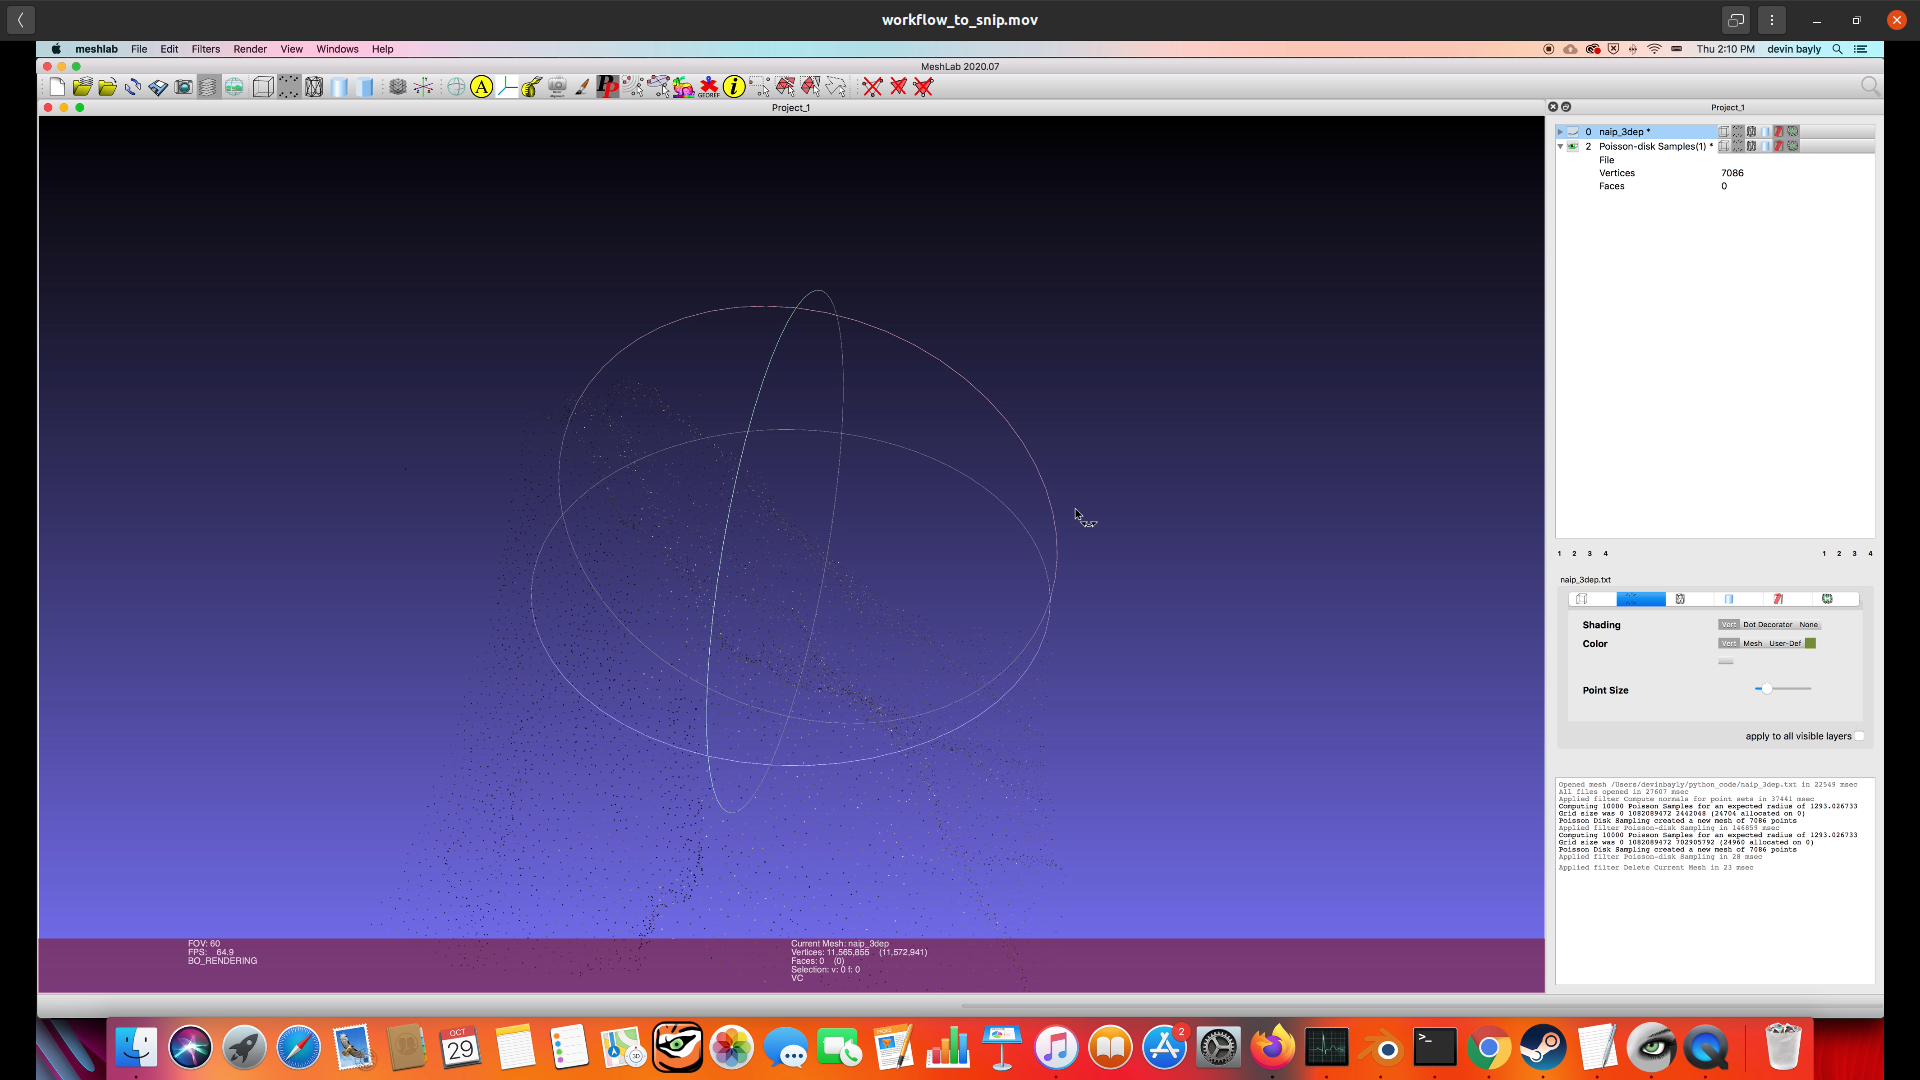 workflow_to_snip.mov
meshlab File Edit Filters Render View Windows Help
Thu 2:10 PM devin bayly
MeshLab 2020.07
Project_1
Project_1
0 naip_3dep *
2 Poisson-disk Samples(1) *
File
Vertices 7086
Faces 0
1 2 3 4 1 2 3 4
naip_3dep.txt
Shading Vert Dot Decorator None
Color Vert Mesh User-Def
Point Size
apply to all visible layers
Opened mesh /Users/devinbayly/python_code/naip_3dep.txt in 22549 msec
All files opened in 27607 msec
Applied filter Compute normals for point sets in 37441 msec
Computing 10000 Poisson Samples for an expected radius of 1293.026733
Grid size was 0 1082089472 2442048 (24704 allocated on 0)
Poisson Disk Sampling created a new mesh of 7086 points
Applied filter Poisson-disk Sampling in 146859 msec
Computing 10000 Poisson Samples for an expected radius of 1293.026733
Grid size was 0 1082089472 702905792 (24960 allocated on 0)
Poisson Disk Sampling created a new mesh of 7086 points
Applied filter Poisson-disk Sampling in 28 msec
Applied filter Delete Current Mesh in 23 msec
FOV: 60
FPS: 64.9
BO_RENDERING
Current Mesh: naip_3dep
Vertices: 11,565,855 (11,572,941)
Faces: 0 (0)
Selection: v: 0 f: 0
VC
OCT
29
3D
2